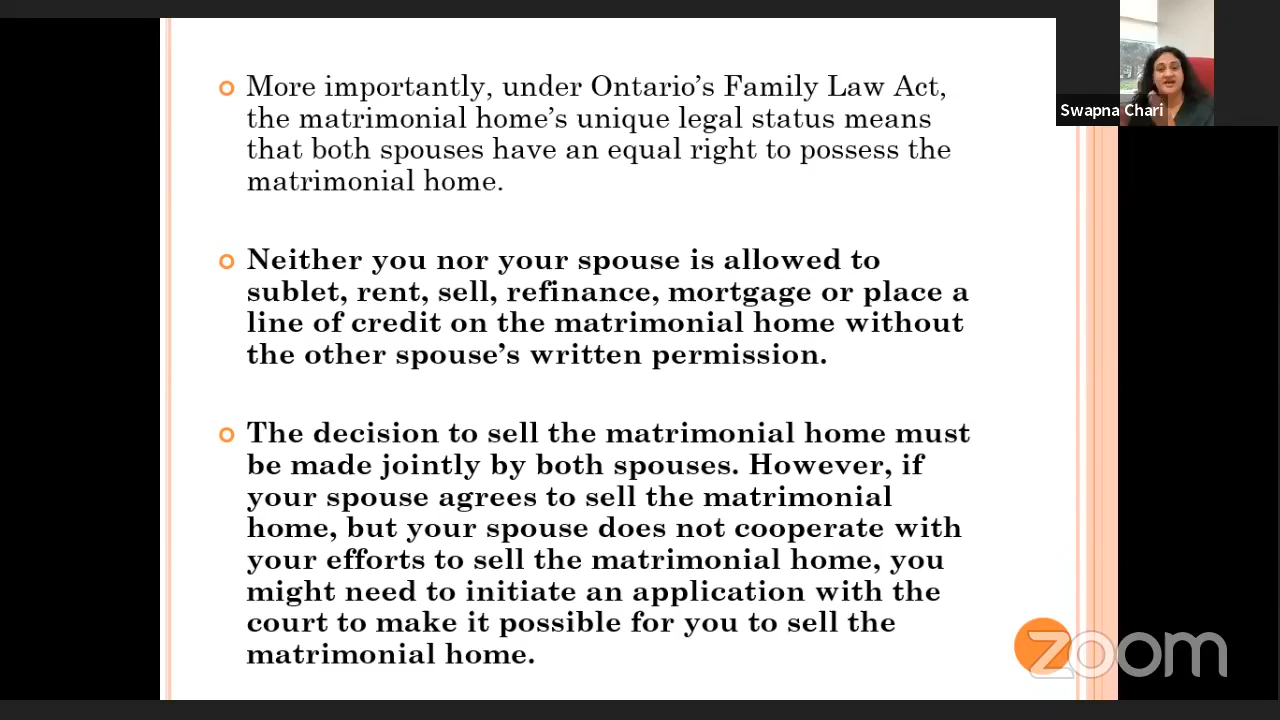 More importantly, under Ontario's Family Law Act,
the matrimonial home's unique legal status means
that both spouses have an equal right to possess the
matrimonial home.
Neither you nor your spouse is allowed to
sublet, rent, sell, refinance, mortgage or place a
line of credit on the matrimonial home without
the other spouse's written permission.
The decision to sell the matrimonial home must
be made jointly by both spouses. However, if
your spouse agrees to sell the matrimonial
home, but your spouse does not cooperate with
your efforts to sell the matrimonial home, you
might need to initiate an application with the
court to make it possible for you to sell the
matrimonial home.
Swapna Chari
zoom